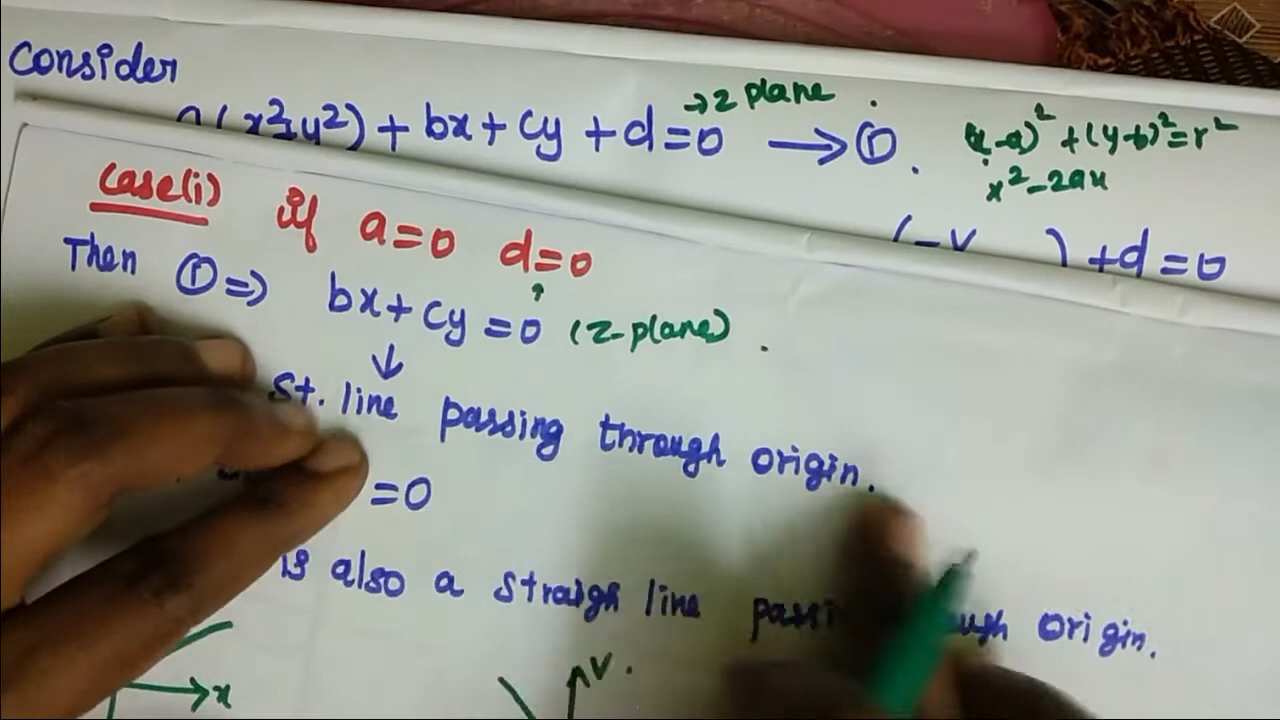 Consider
(x²+y²) + bx + cy + d = 0 → ①.
→ z plane .
(x-a)² + (y-b)² = r²
x² - 2ax
(-v ) + d = 0
case(i) if a=0 d=0
Then ① ⇒ bx + cy = 0 (z-plane) .
↓
St. line passing through origin.
=0
is also a straigh line origin.
→ x
v .